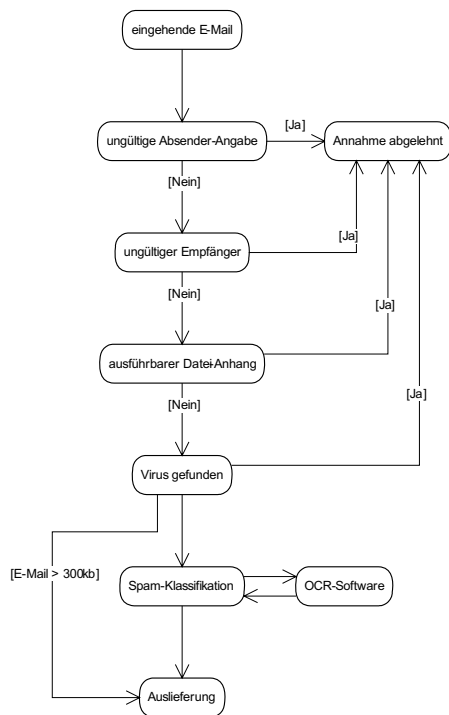 eingehende E-Mail
ungültige Absender-Angabe
[Ja]
Annahme abgelehnt
[Nein]
ungültiger Empfänger
[Ja]
[Nein]
[Ja]
ausführbarer Datei-Anhang
[Nein]
[Ja]
Virus gefunden
[E-Mail > 300kb]
Spam-Klassifikation
OCR-Software
Auslieferung